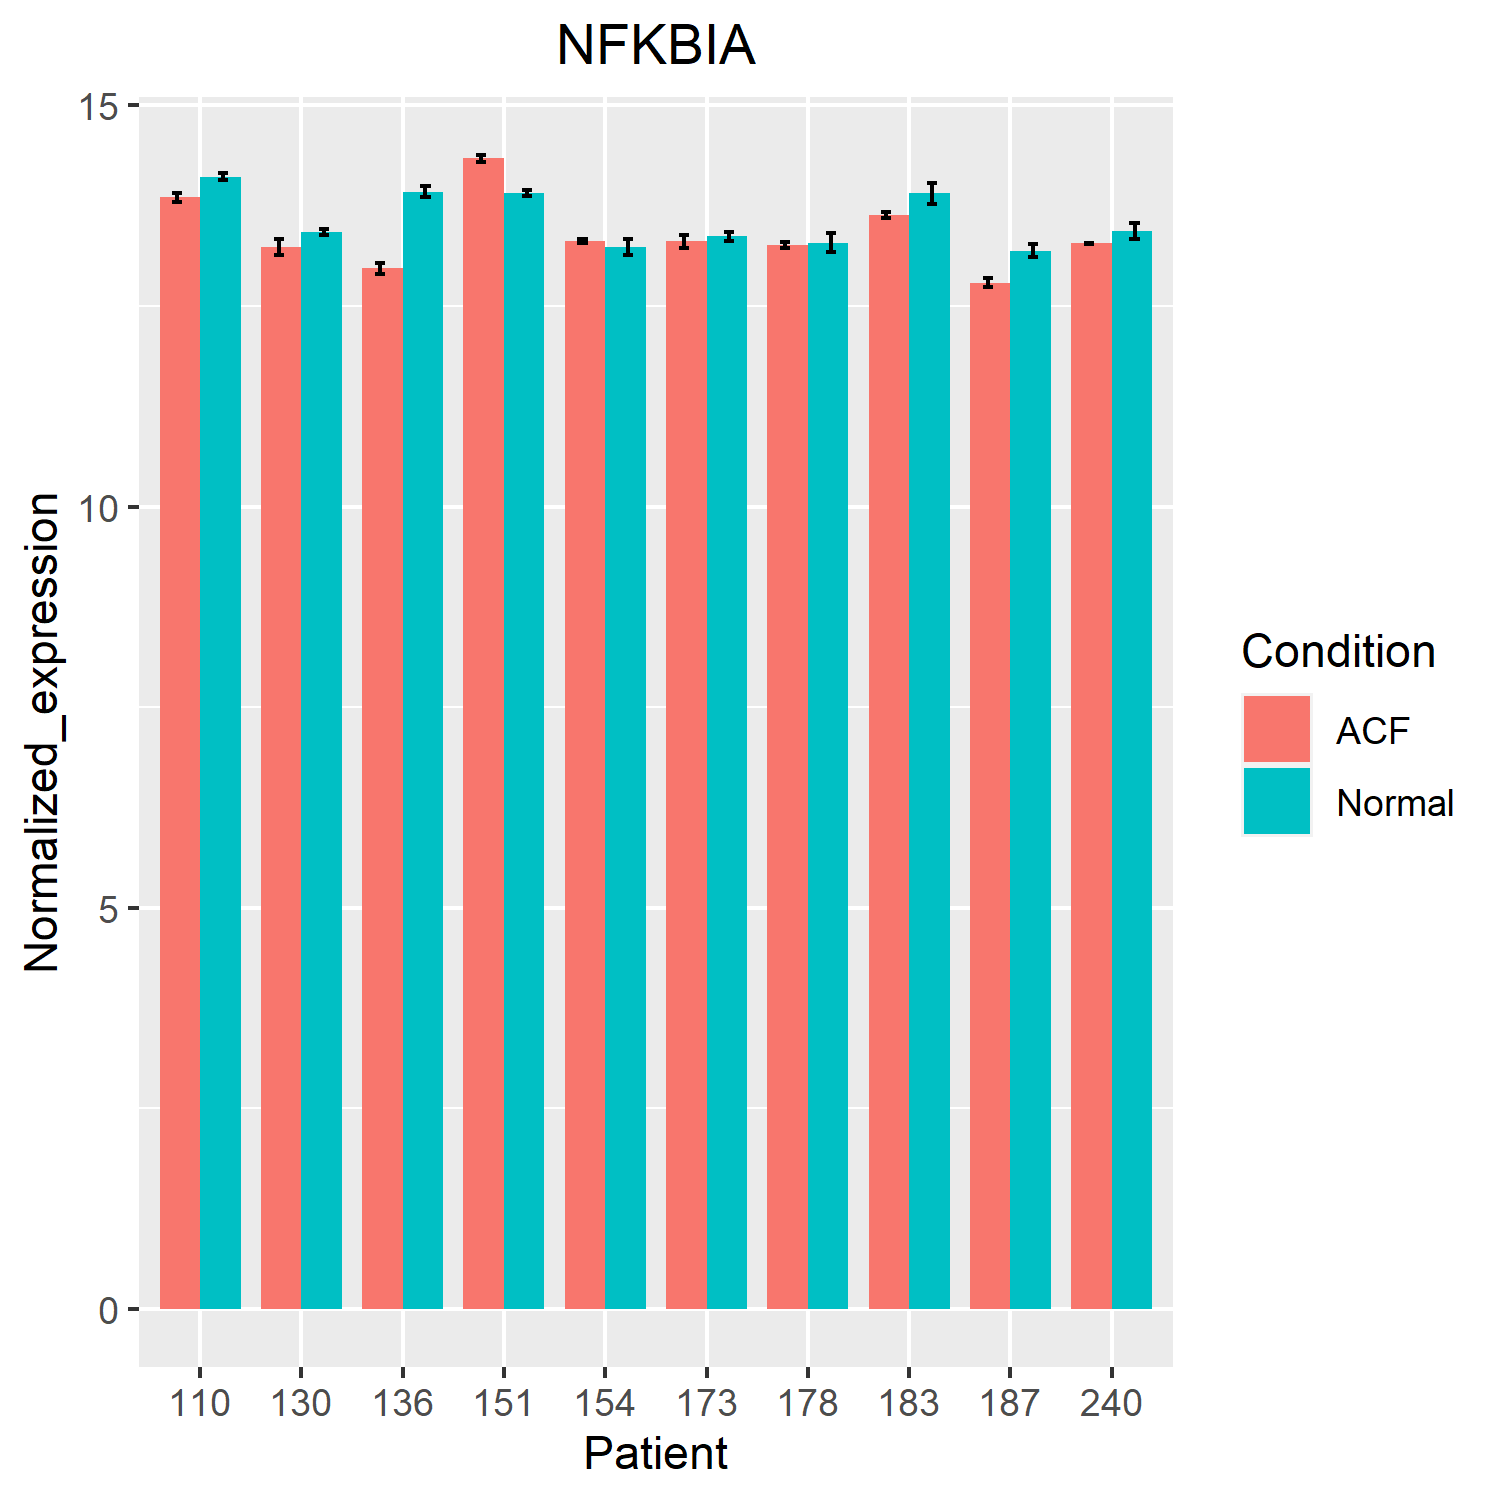 NFKBIA
15
10
5
0
Normalized_expression
110 130 136 151 154 173 178 183 187 240
Patient
Condition
ACF
Normal